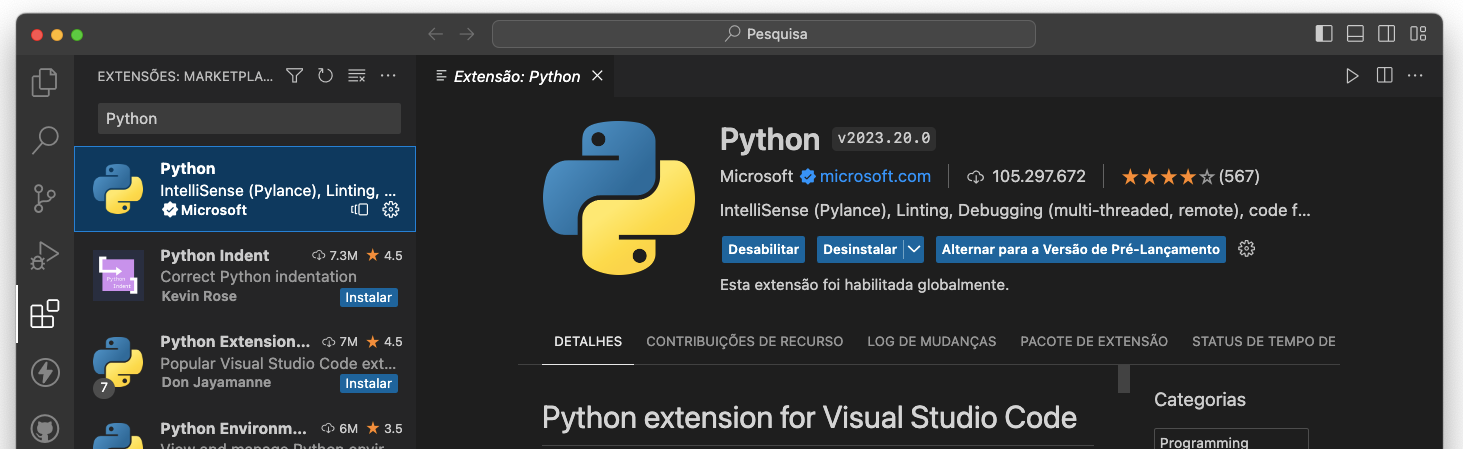 Pesquisa
EXTENSÕES: MARKETPLA...
Python
Python
IntelliSense (Pylance), Linting, ...
Microsoft
Python Indent 7.3M 4.5
Correct Python indentation
Kevin Rose
Instalar
Python Extension... 7M 4.5
Popular Visual Studio Code ext...
Don Jayamanne
Instalar
7
Python Environm... 6M 3.5
View and manage Python envir...
Extensão: Python
Python v2023.20.0
Microsoft microsoft.com 105.297.672 (567)
IntelliSense (Pylance), Linting, Debugging (multi-threaded, remote), code f...
Desabilitar Desinstalar Alternar para a Versão de Pré-Lançamento
Esta extensão foi habilitada globalmente.
DETALHES CONTRIBUIÇÕES DE RECURSO LOG DE MUDANÇAS PACOTE DE EXTENSÃO STATUS DE TEMPO DE
Python extension for Visual Studio Code
Categorias
Programming